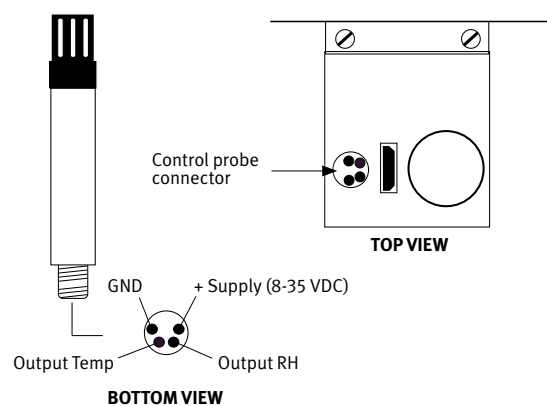 Control probe
connector
TOP VIEW
GND
+ Supply (8-35 VDC)
Output Temp
Output RH
BOTTOM VIEW